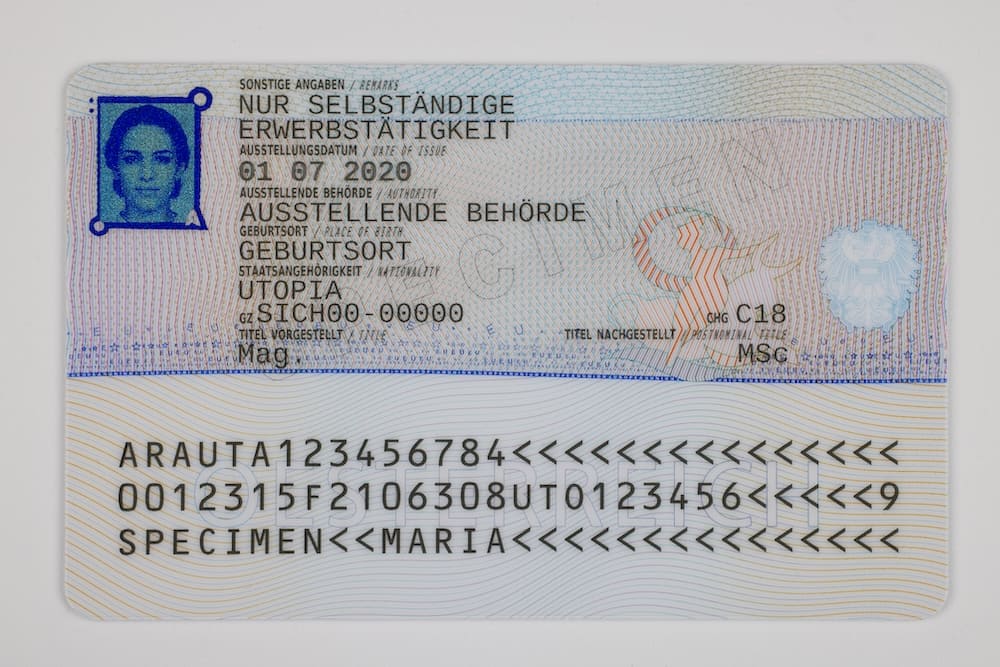 SONSTIGE ANGABEN / REMARKS
NUR SELBSTÄNDIGE
ERWERBSTÄTIGKEIT
AUSSTELLUNGSDATUM / DATE OF ISSUE
01 07 2020
AUSSTELLENDE BEHÖRDE / AUTHORITY
AUSSTELLENDE BEHÖRDE
GEBURTSORT / PLACE OF BIRTH
GEBURTSORT
STAATSANGEHÖRIGKEIT / NATIONALITY
UTOPIA
GZ SICH00-00000 CHG C18
TITEL VORGESTELLT / TITLE TITEL NACHGESTELLT / POSTNOMINAL TITLE
Mag. MSc
SPECIMEN
ARAUTA123456784<<<<<<<<<<<<<<<
0012315F2106308UTO123456<<<<<9
SPECIMEN<<MARIA<<<<<<<<<<<<<<<
ÖSTERREICH